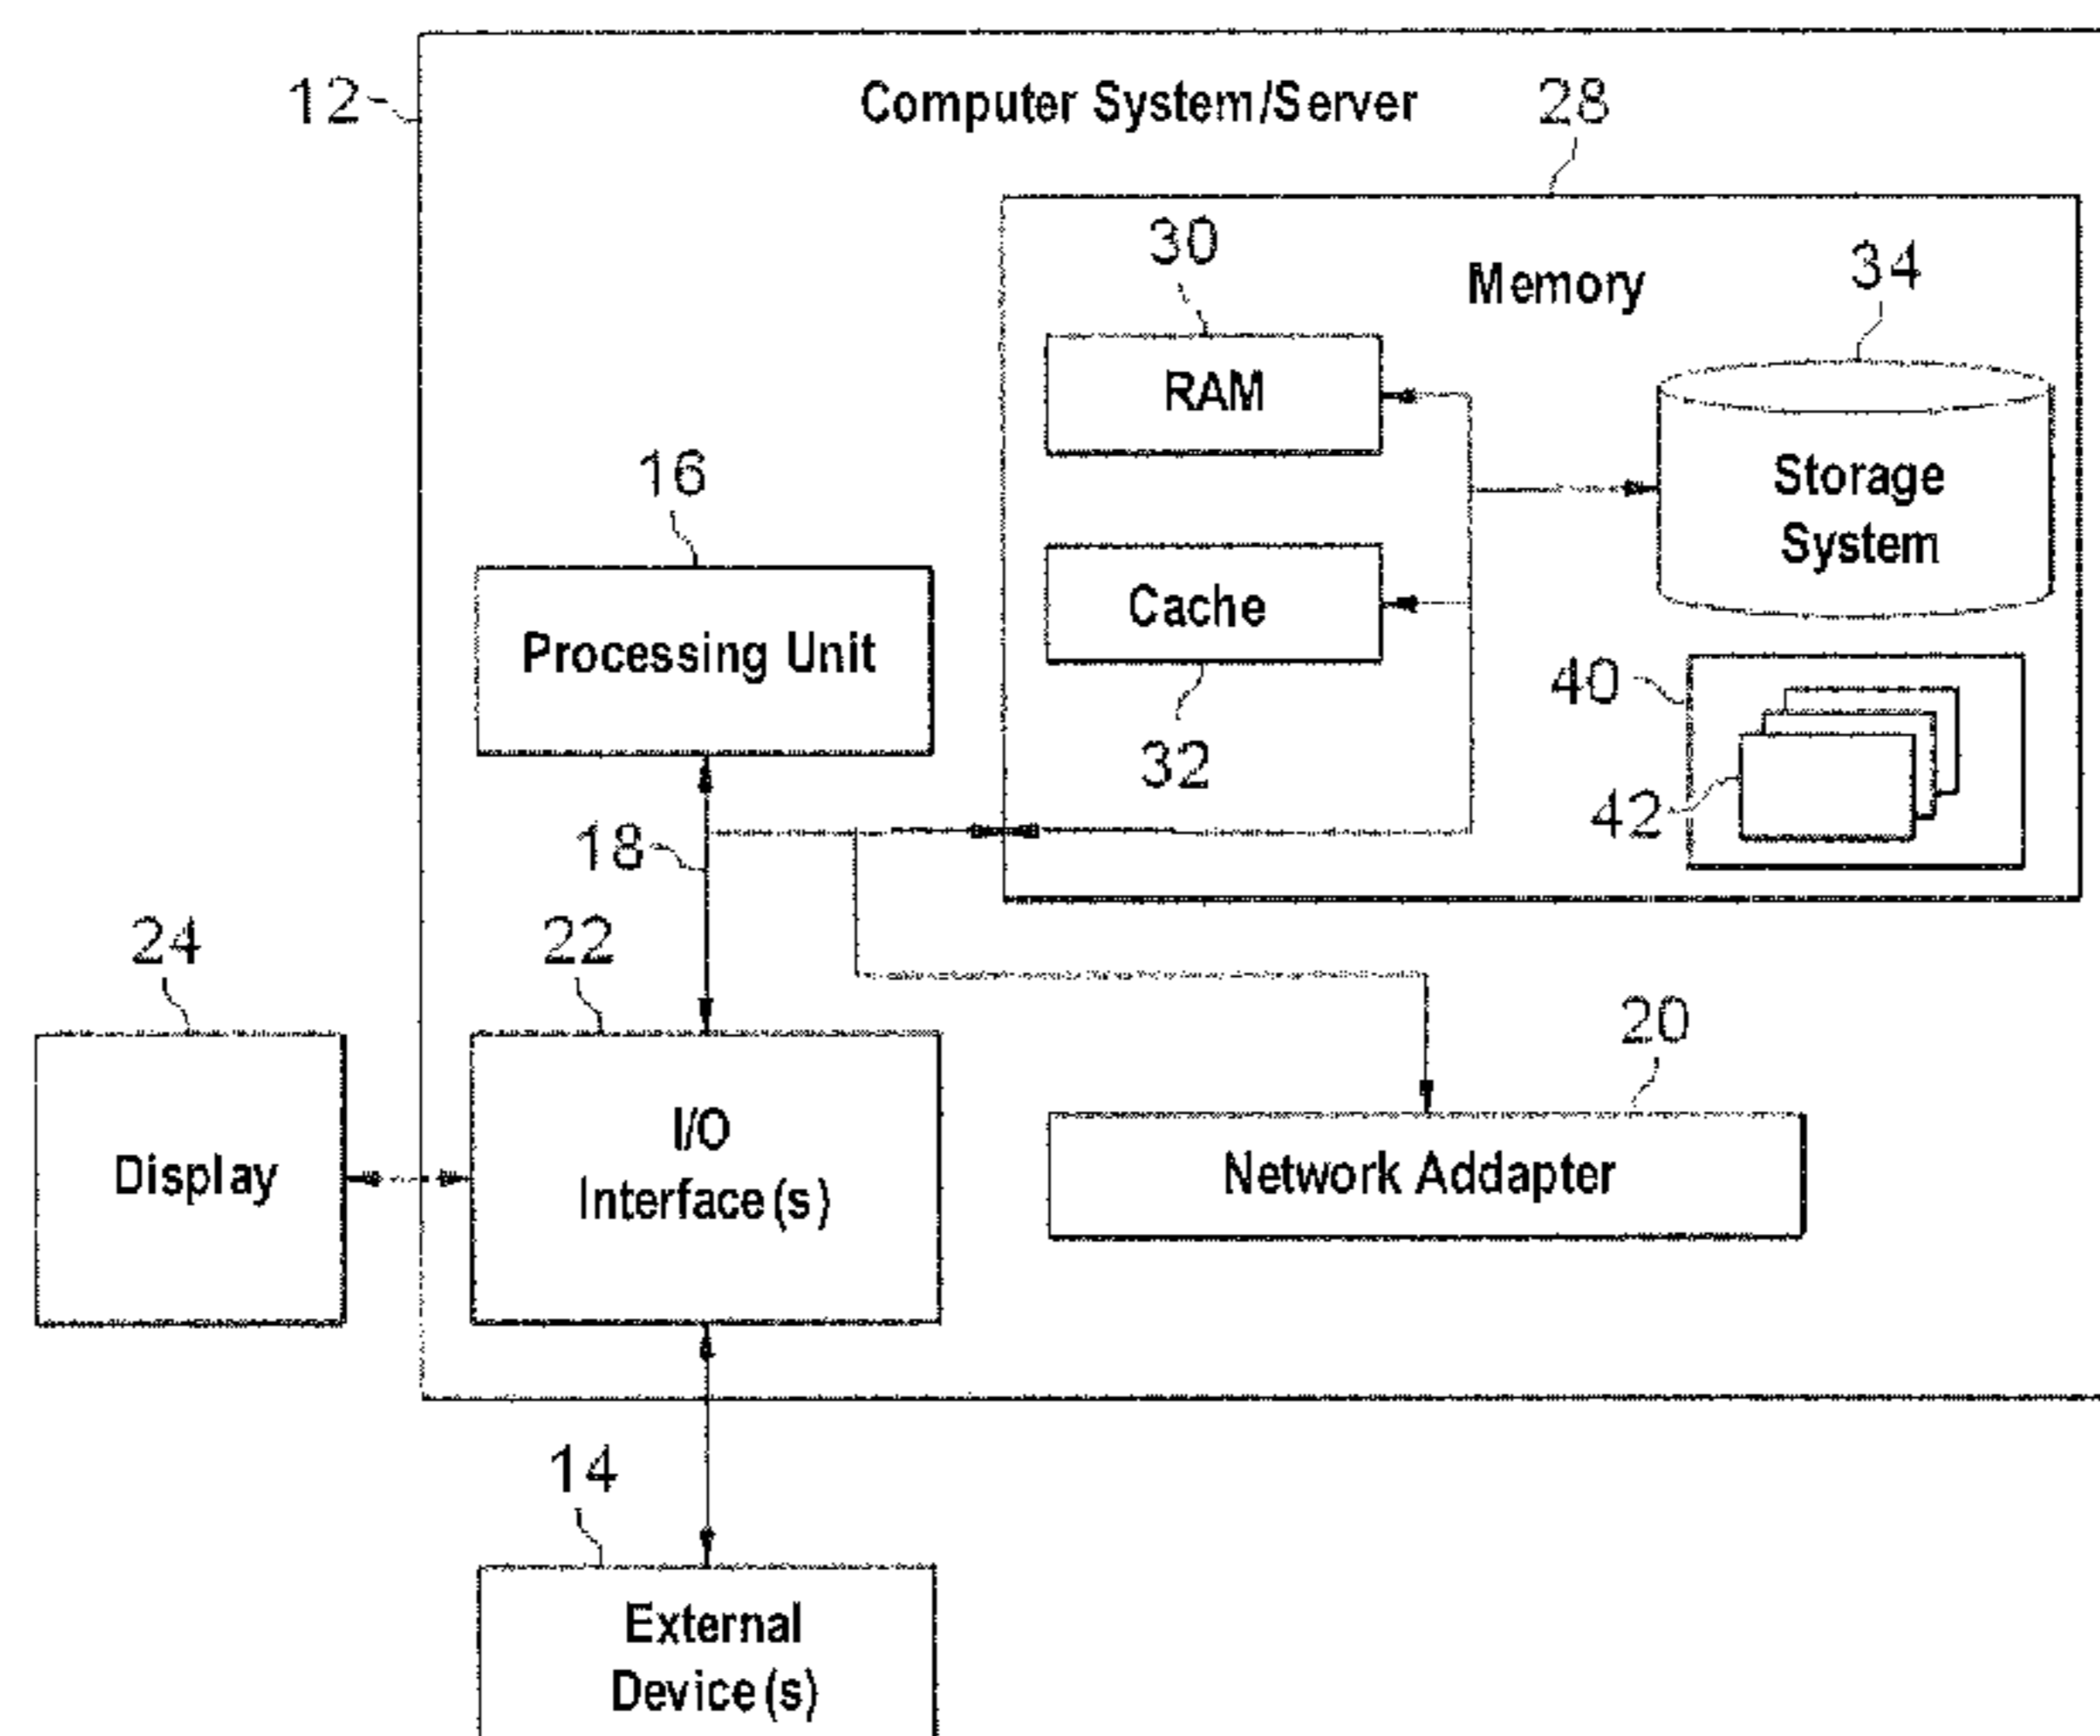 12
Computer System/Server
28
30
Memory
34
RAM
16
Storage
System
Cache
Processing Unit
40
32
42
18
24
22
20
I/O
Interface(s)
Display
Network Addapter
14
External
Device(s)